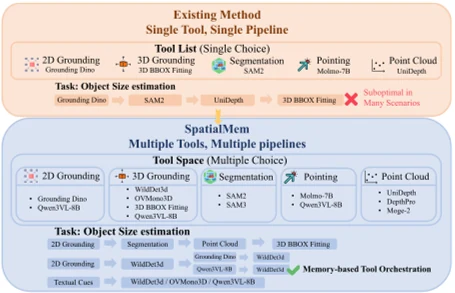 Existing Method
Single Tool, Single Pipeline
Tool List (Single Choice)
2D Grounding
Grounding Dino
3D Grounding
3D BBOX Fitting
Segmentation
SAM2
Pointing
Molmo-7B
Point Cloud
UniDepth
Task: Object Size estimation
Grounding Dino
SAM2
UniDepth
3D BBOX Fitting
Suboptimal in
Many Scenarios
SpatialMem
Multiple Tools, Multiple pipelines
Tool Space (Multiple Choice)
2D Grounding
• Grounding Dino
• Qwen3VL-8B
3D Grounding
• WildDet3d
• OVMono3D
• 3D BBOX Fitting
• Qwen3VL-8B
Segmentation
• SAM2
• SAM3
Pointing
• Molmo-7B
• Qwen3VL-8B
Point Cloud
• UniDepth
• DepthPro
• Moge-2
Task: Object Size estimation
2D Grounding
Segmentation
Point Cloud
3D BBOX Fitting
2D Grounding
WildDet3d
Grounding Dino
WildDet3d
Qwen3VL-8B
WildDet3d
Memory-based Tool Orchestration
Textual Cues
WildDet3d / OVMono3D / Qwen3VL-8B